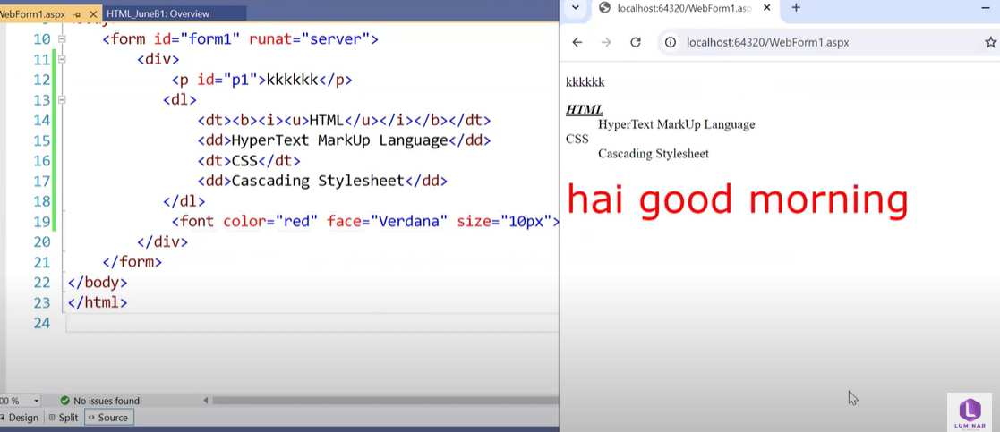 WebForm1.aspx
HTML_JuneB1: Overview
10 <form id="form1" runat="server">
11 <div>
12 <p id="p1">kkkkkk</p>
13 <dl>
14 <dt><b><i><u>HTML</u></i></b></dt>
15 <dd>HyperText MarkUp Language</dd>
16 <dt>CSS</dt>
17 <dd>Cascading Stylesheet</dd>
18 </dl>
19 <font color="red" face="Verdana" size="10px">
20 </div>
21 </form>
22 </body>
23 </html>
24
00 %
No issues found
Design
Split
Source
localhost:64320/WebForm1.asp
localhost:64320/WebForm1.aspx
kkkkkk
HTML
HyperText MarkUp Language
CSS
Cascading Stylesheet
hai good morning
LUMINAR